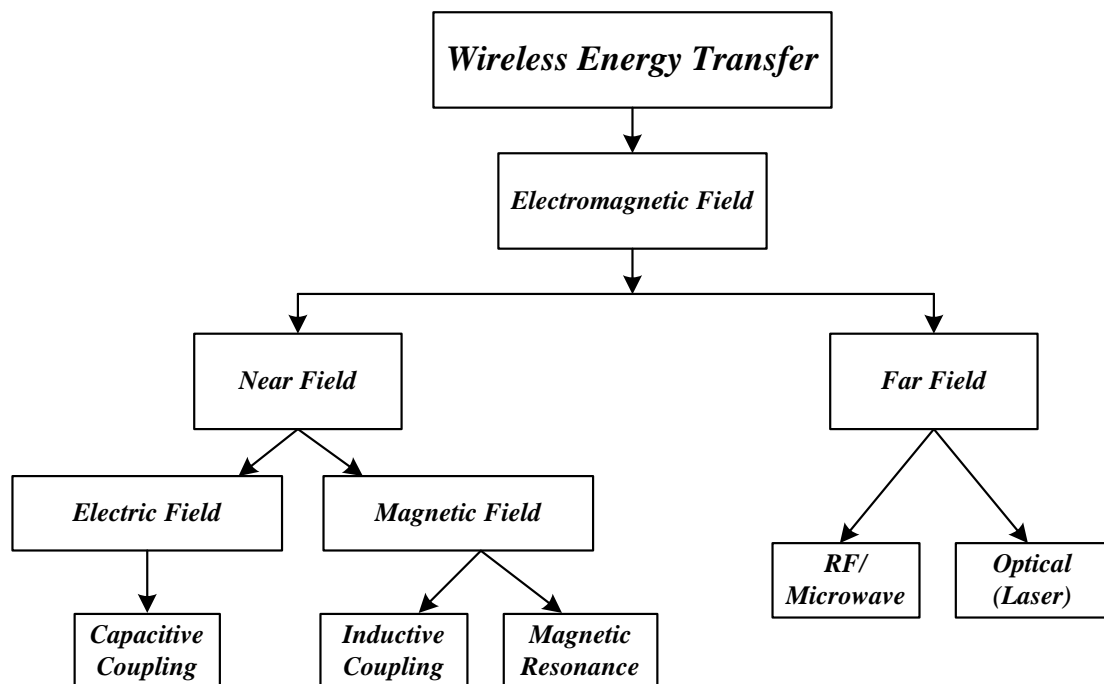 Wireless Energy Transfer
Electromagnetic Field
Near Field
Far Field
Electric Field
Magnetic Field
RF/
Microwave
Optical
(Laser)
Capacitive
Coupling
Inductive
Coupling
Magnetic
Resonance